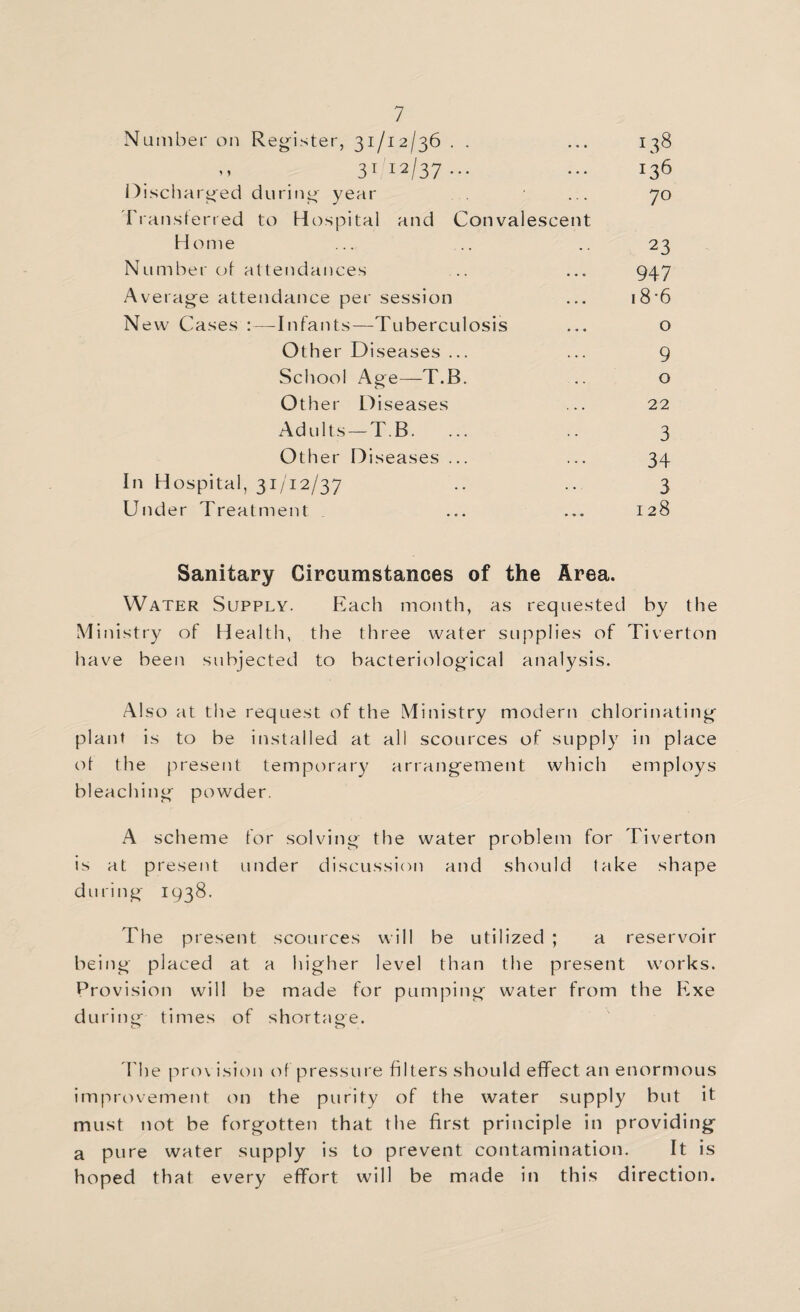 7
Number on Register, 31/12/36 . . ... 138
,, 31/12/37 ... ... 136
Discharged during year ... 70
Transferred to Hospital and Convalescent
Home ... .. .. 23
Number of attendances .. ... 947
Average attendance per session ... 18·6
New Cases :—Infants—Tuberculosis ... 0
Other Diseases ... ... 9
School Age—T.B. .. 0
Other Diseases ... 22
Adults—T.B. ... .. 3
Other Diseases ... ... 34
In Hospital, 31/12/37 .. .. 3
Under Treatment ... ... 128
Sanitary Circumstances of the Area.
WATER SUPPLY. Each month, as requested by the
Ministry of Health, the three water supplies of Tiverton
have been subjected to bacteriological analysis.
Also at the request of the Ministry modern chlorinating
plant is to be installed at all scources of supply in place
of the present temporary arrangement which employs
bleaching powder.
A scheme for solving the water problem for Tiverton
is at present under discussion and should take shape
during 1938.
The present scources will be utilized ; a reservoir
being placed at a higher level than the present works.
Provision will be made for pumping water from the Exe
during times of shortage.
The provision of pressure filters should effect an enormous
improvement on the purity of the water supply but it
must not be forgotten that the first principle in providing
a pure water supply is to prevent contamination. It is
hoped that every effort will be made in this direction.